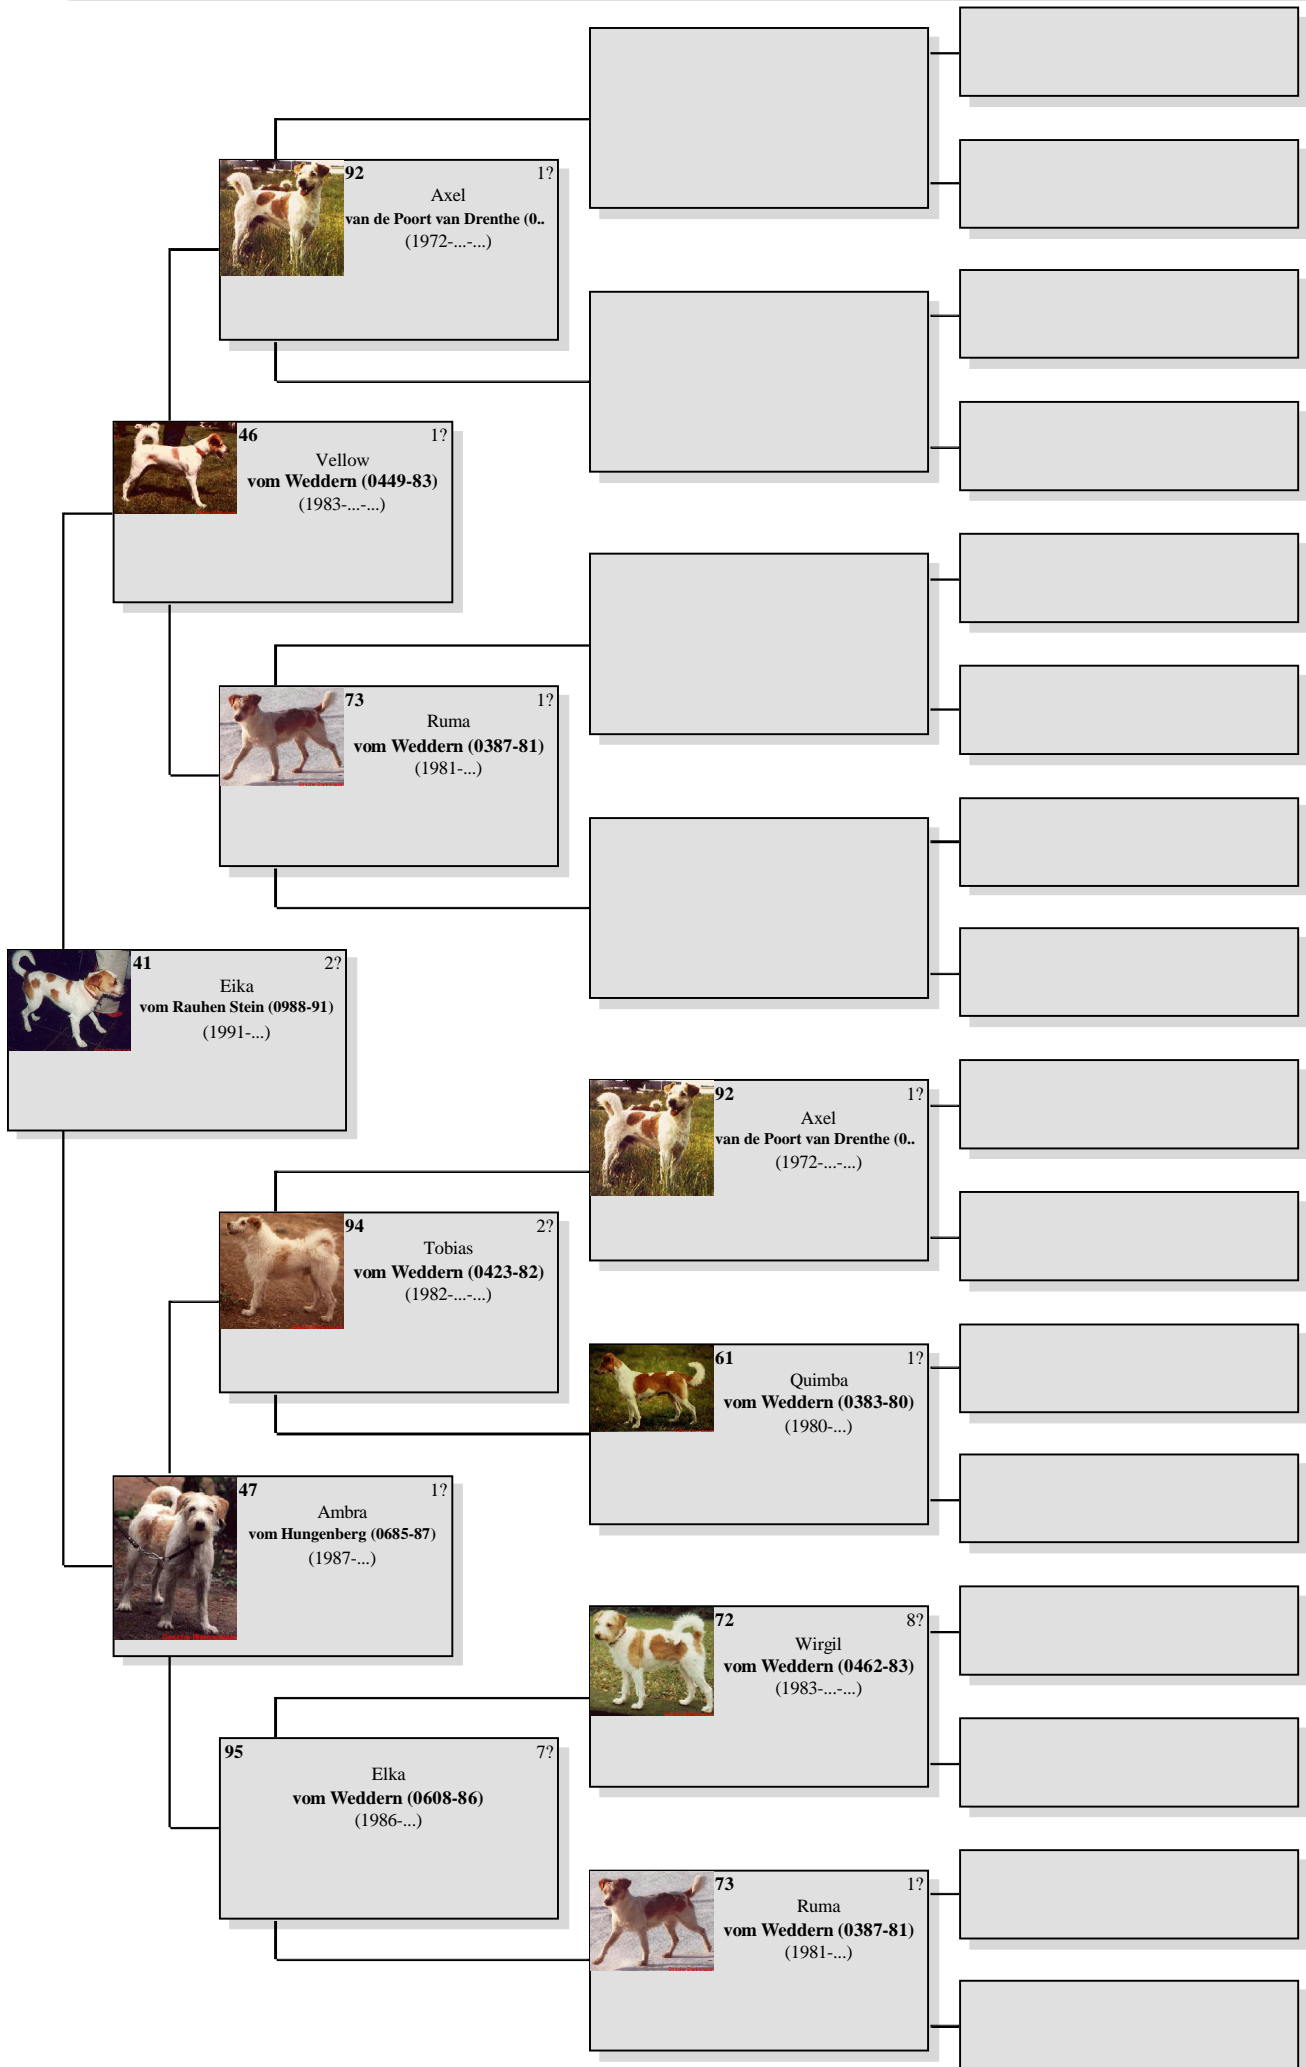 92 1?
Axel
van de Poort van Drenthe (0..
(1972-...-...)
46 1?
Vellow
vom Weddern (0449-83)
(1983-...-...)
73 1?
Ruma
vom Weddern (0387-81)
(1981-...)
41 2?
Eika
vom Rauhen Stein (0988-91)
(1991-...)
92 1?
Axel
van de Poort van Drenthe (0..
(1972-...-...)
94 2?
Tobias
vom Weddern (0423-82)
(1982-...-...)
61 1?
Quimba
vom Weddern (0383-80)
(1980-...)
47 1?
Ambra
vom Hungenberg (0685-87)
(1987-...)
72 8?
Wirgil
vom Weddern (0462-83)
(1983-...-...)
95 7?
Elka
vom Weddern (0608-86)
(1986-...)
73 1?
Ruma
vom Weddern (0387-81)
(1981-...)